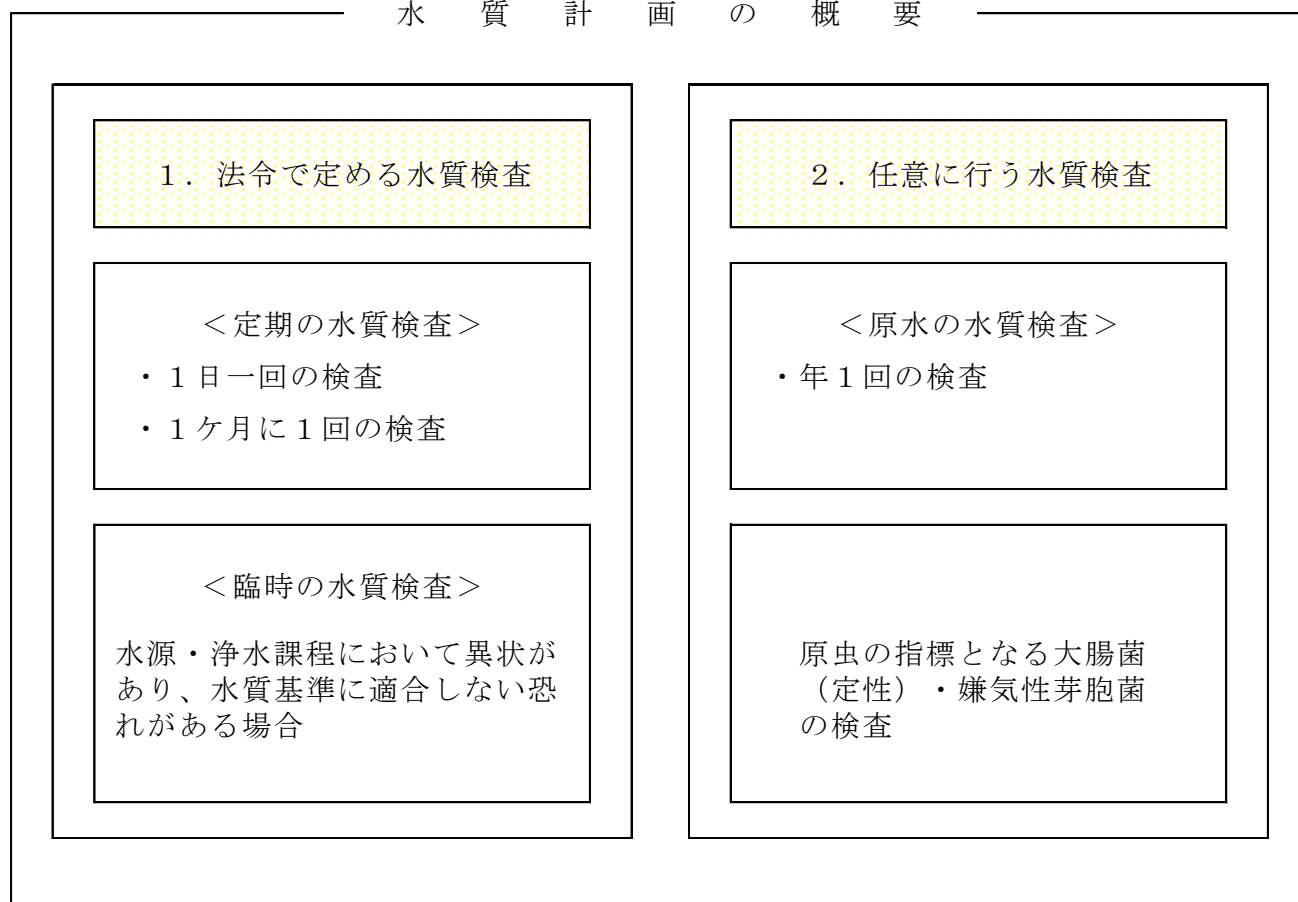 水質計画の概要
１．法令で定める水質検査
＜定期の水質検査＞
・１日一回の検査
・１ケ月に１回の検査
＜臨時の水質検査＞
水源・浄水課程において異状が
あり、水質基準に適合しない恐
れがある場合
２．任意に行う水質検査
＜原水の水質検査＞
・年１回の検査
原虫の指標となる大腸菌
（定性）・嫌気性芽胞菌
の検査